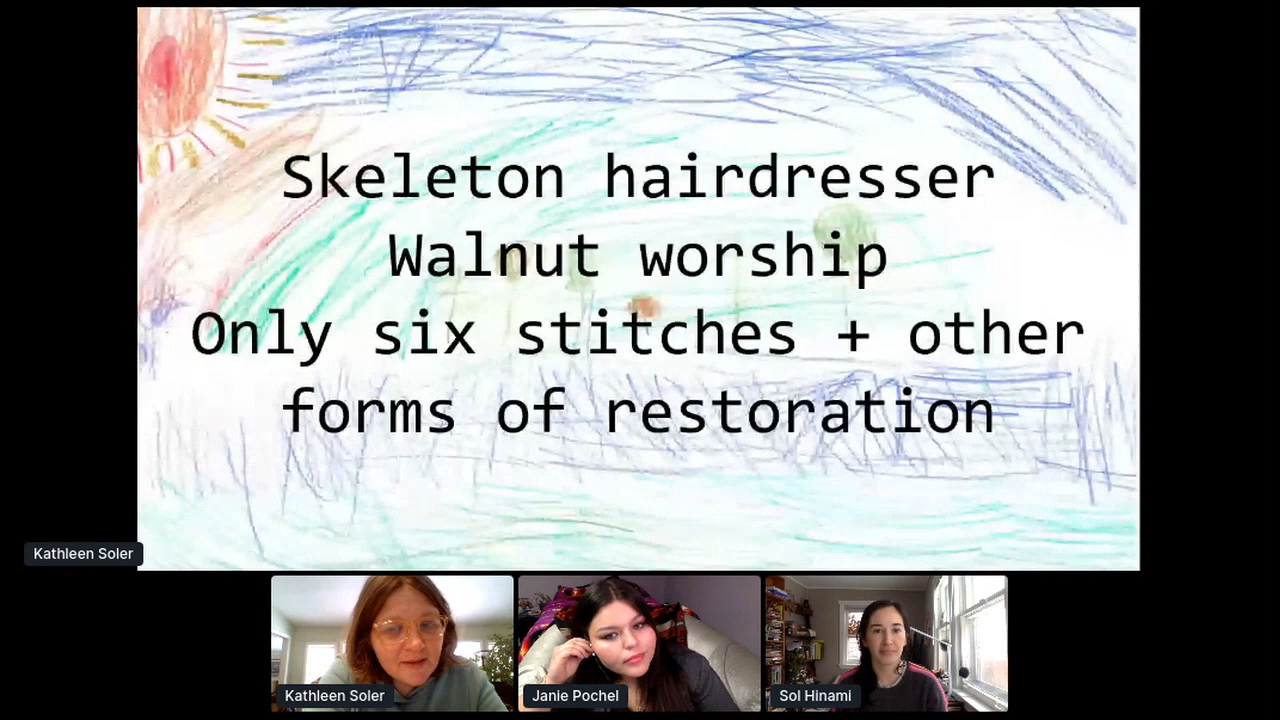 Skeleton hairdresser
Walnut worship
Only six stitches + other
forms of restoration
Kathleen Soler
Kathleen Soler
Janie Pochel
Sol Hinami